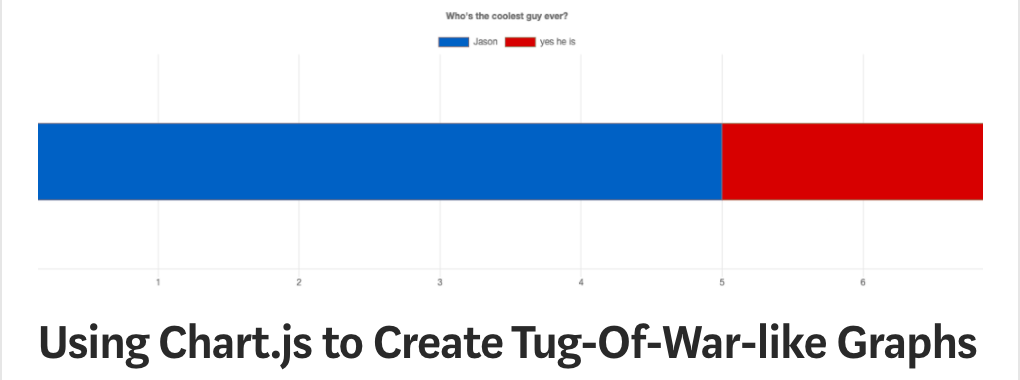 Who's the coolest guy ever?
Jason yes he is
1 2 3 4 5 6
Using Chart.js to Create Tug-Of-War-like Graphs